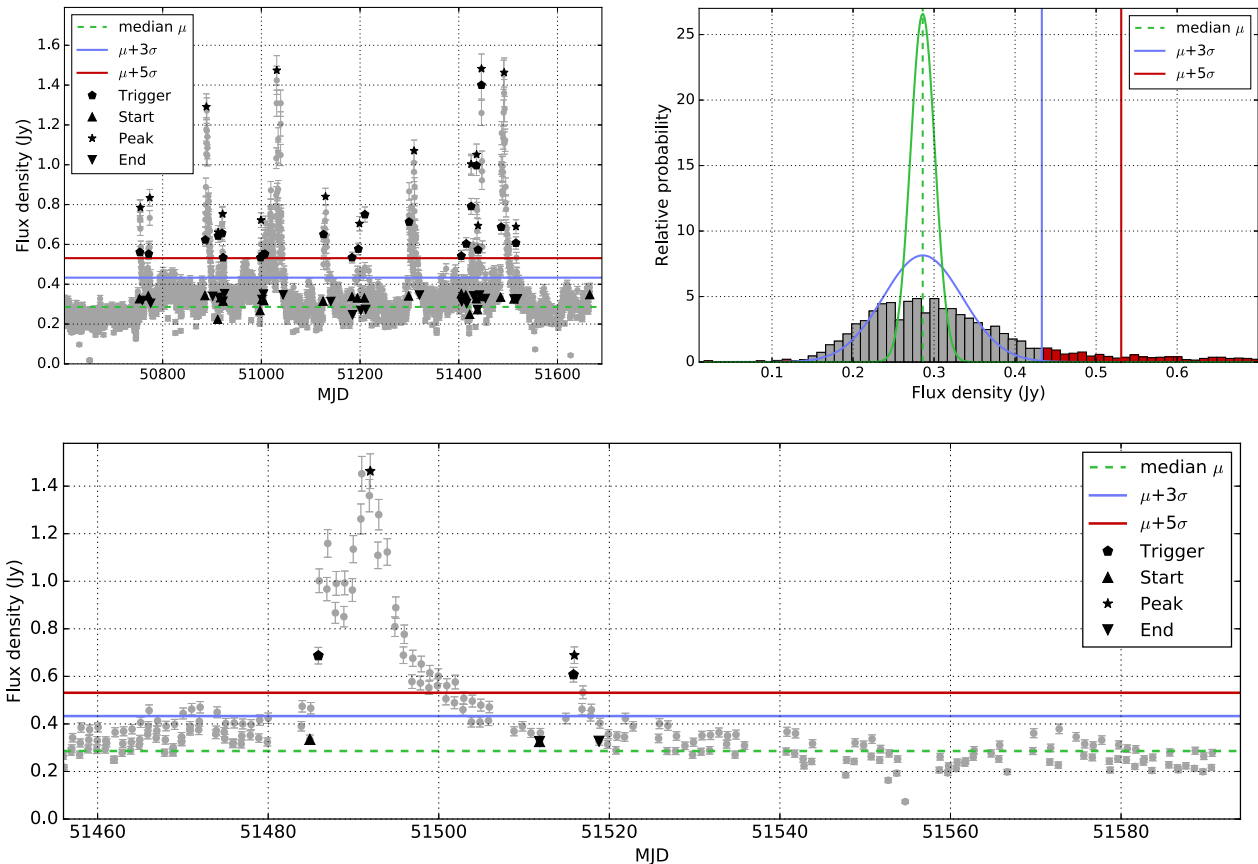 median μ
μ+3σ
μ+5σ
Trigger
Start
Peak
End
1.6
1.4
1.2
1.0
0.8
0.6
0.4
0.2
0.0
Flux density (Jy)
50800
51000
51200
51400
51600
MJD
median μ
μ+3σ
μ+5σ
25
20
15
10
5
0
Relative probability
0.1
0.2
0.3
0.4
0.5
0.6
Flux density (Jy)
median μ
μ+3σ
μ+5σ
Trigger
Start
Peak
End
1.4
1.2
1.0
0.8
0.6
0.4
0.2
0.0
Flux density (Jy)
51460
51480
51500
51520
51540
51560
51580
MJD